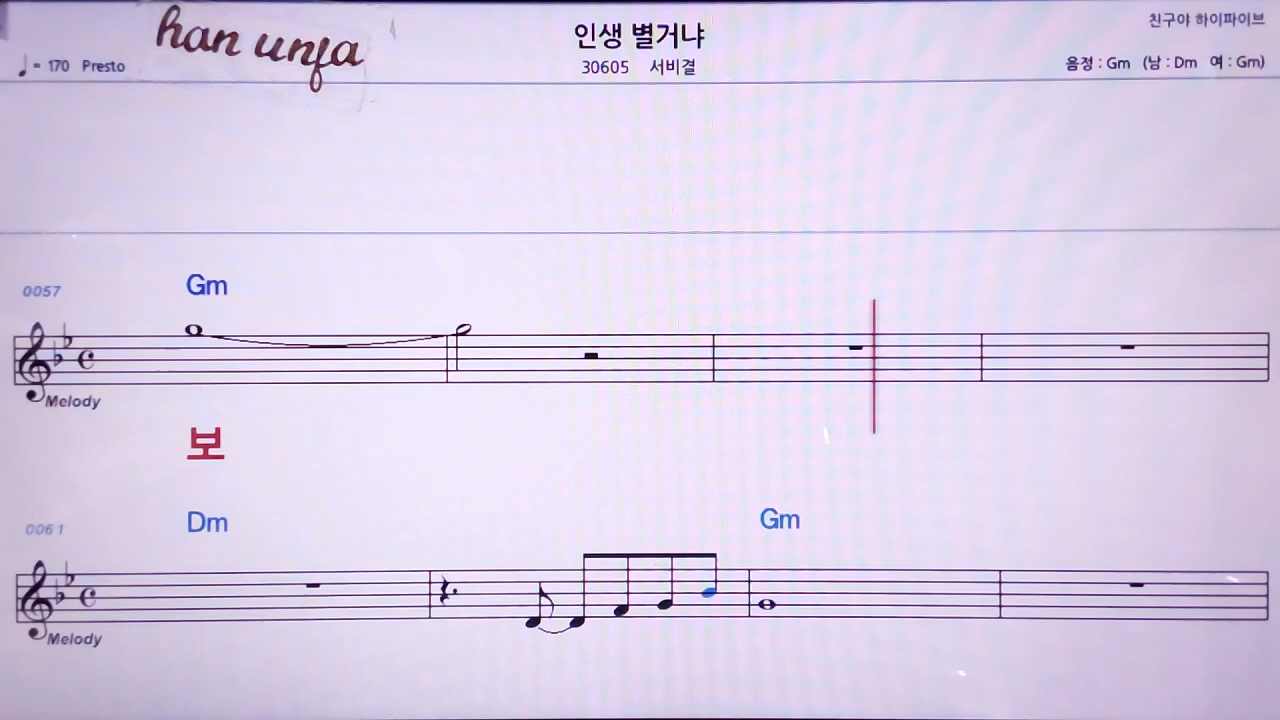 han unfa
인생 별거냐
친구야 하이파이브
♩ = 170 Presto
30605 서비결
음정 : Gm (남 : Dm 여 : Gm)
0057
Gm
Melody
보
0061
Dm
Gm
Melody